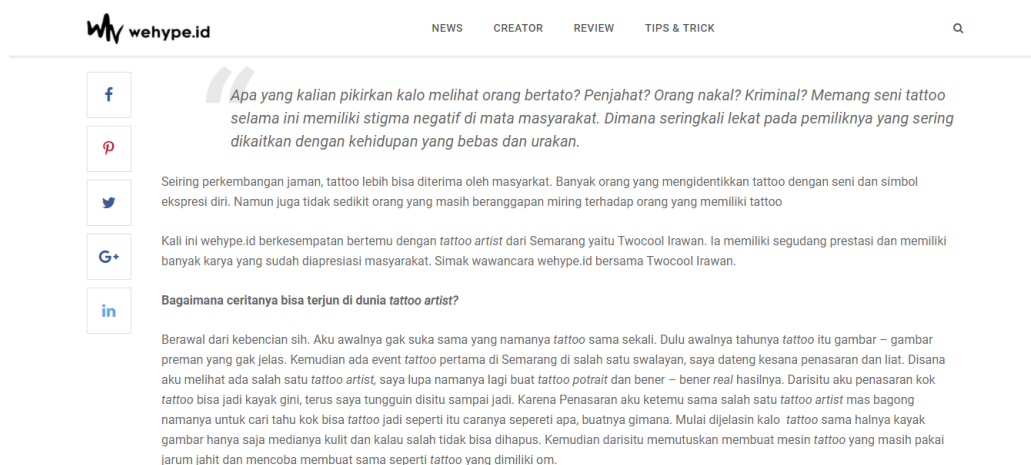 wehype.id
NEWS CREATOR REVIEW TIPS & TRICK
Apa yang kalian pikirkan kalo melihat orang bertato? Penjahat? Orang nakal? Kriminal? Memang seni tattoo
selama ini memiliki stigma negatif di mata masyarakat. Dimana seringkali lekat pada pemiliknya yang sering
dikaitkan dengan kehidupan yang bebas dan urakan.
Seiring perkembangan jaman, tattoo lebih bisa diterima oleh masyarkat. Banyak orang yang mengidentikkan tattoo dengan seni dan simbol
ekspresi diri. Namun juga tidak sedikit orang yang masih beranggapan miring terhadap orang yang memiliki tattoo
Kali ini wehype.id berkesempatan bertemu dengan tattoo artist dari Semarang yaitu Twocool Irawan. Ia memiliki segudang prestasi dan memiliki
banyak karya yang sudah diapresiasi masyarakat. Simak wawancara wehype.id bersama Twocool Irawan.
Bagaimana ceritanya bisa terjun di dunia tattoo artist?
Berawal dari kebencian sih. Aku awalnya gak suka sama yang namanya tattoo sama sekali. Dulu awalnya tahunya tattoo itu gambar – gambar
preman yang gak jelas. Kemudian ada event tattoo pertama di Semarang di salah satu swalayan, saya dateng kesana penasaran dan liat. Disana
aku melihat ada salah satu tattoo artist, saya lupa namanya lagi buat tattoo potrait dan bener – bener real hasilnya. Darisitu aku penasaran kok
tattoo bisa jadi kayak gini, terus saya tungguin disitu sampai jadi. Karena Penasaran aku ketemu sama salah satu tattoo artist mas bagong
namanya untuk cari tahu kok bisa tattoo jadi seperti itu caranya sepereti apa, buatnya gimana. Mulai dijelasin kalo tattoo sama halnya kayak
gambar hanya saja medianya kulit dan kalau salah tidak bisa dihapus. Kemudian darisitu memutuskan membuat mesin tattoo yang masih pakai
jarum jahit dan mencoba membuat sama seperti tattoo yang dimiliki om.